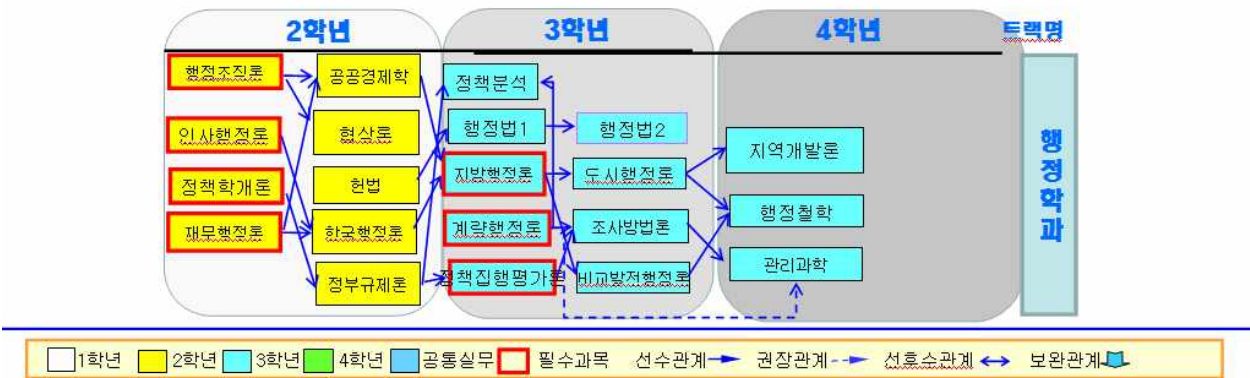 2학년
3학년
4학년
트랙명
행정조직론
공공경제학
정책분석
인사행정론
협상론
행정법1
행정법2
지역개발론
정책학개론
헌법
지방행정론
도시행정론
행정철학
재무행정론
한국행정론
계량행정론
조사방법론
관리과학
정부규제론
정책집행평가론
비교발전행정론
행정학과
1학년 2학년 3학년 4학년 공통실무 필수과목 선수관계 권장관계 선호수관계 보완관계